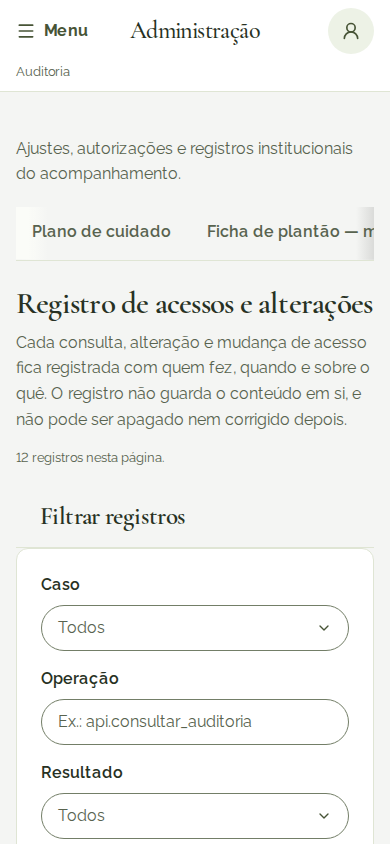 Menu
Administração
Auditoria
Ajustes, autorizações e registros institucionais
do acompanhamento.
Plano de cuidado
Ficha de plantão — m
Registro de acessos e alterações
Cada consulta, alteração e mudança de acesso
fica registrada com quem fez, quando e sobre o
quê. O registro não guarda o conteúdo em si, e
não pode ser apagado nem corrigido depois.
12 registros nesta página.
Filtrar registros
Caso
Todos
Operação
Ex.: api.consultar_auditoria
Resultado
Todos